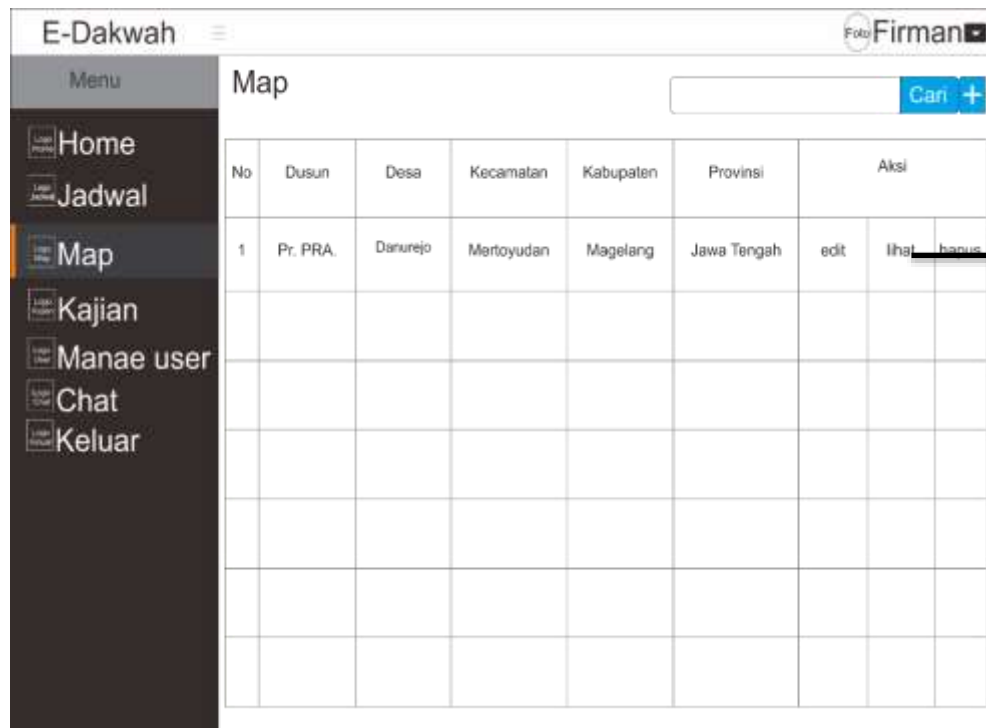 E-Dakwah
Foto Firman
Menu
Map
Cari +
Home
Jadwal
Map
Kajian
Manae user
Chat
Keluar
No Dusun Desa Kecamatan Kabupaten Provinsi Aksi
1 Pr. PRA. Danurejo Mertoyudan Magelang Jawa Tengah edit lihat hapus